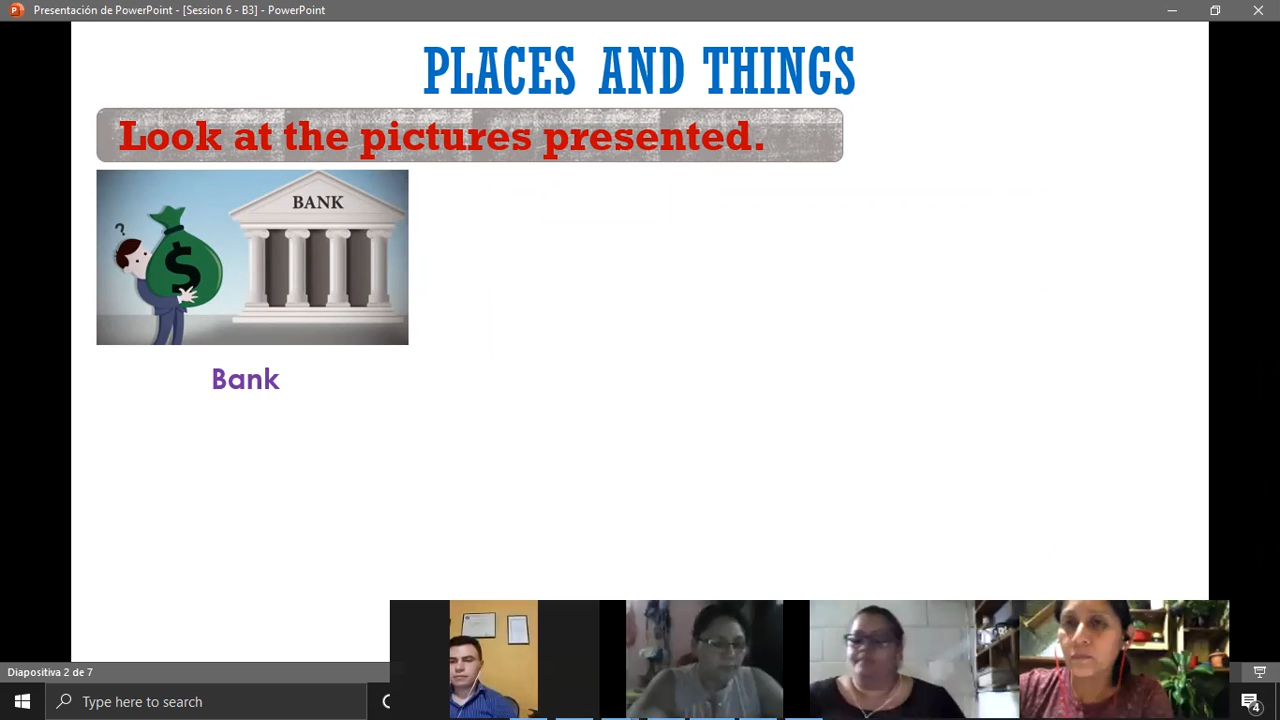 Presentación de PowerPoint - [Session 6 - B3] - PowerPoint
PLACES AND THINGS
Look at the pictures presented.
?
BANK
$
Bank
Diapositiva 2 de 7
Type here to search
4